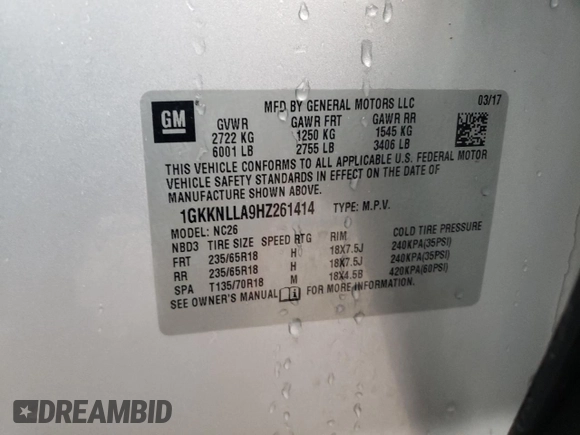 GM
MFD BY GENERAL MOTORS LLC 03/17
GVWR GAWR FRT GAWR RR
2722 KG 1250 KG 1545 KG
6001 LB 2755 LB 3406 LB
THIS VEHICLE CONFORMS TO ALL APPLICABLE U.S. FEDERAL MOTOR
VEHICLE SAFETY STANDARDS IN EFFECT ON THE DATE OF
MANUFACTURE SHOWN ABOVE.
1GKKNLLA9HZ261414 TYPE: M.P.V.
MODEL: NC26
NBD3 TIRE SIZE SPEED RTG RIM COLD TIRE PRESSURE
FRT 235/65R18 H 18X7.5J 240KPA(35PSI)
RR 235/65R18 H 18X7.5J 240KPA(35PSI)
SPA T135/70R18 M 18X4.5B 420KPA(60PSI)
SEE OWNER'S MANUAL FOR MORE INFORMATION.
DREAMBID